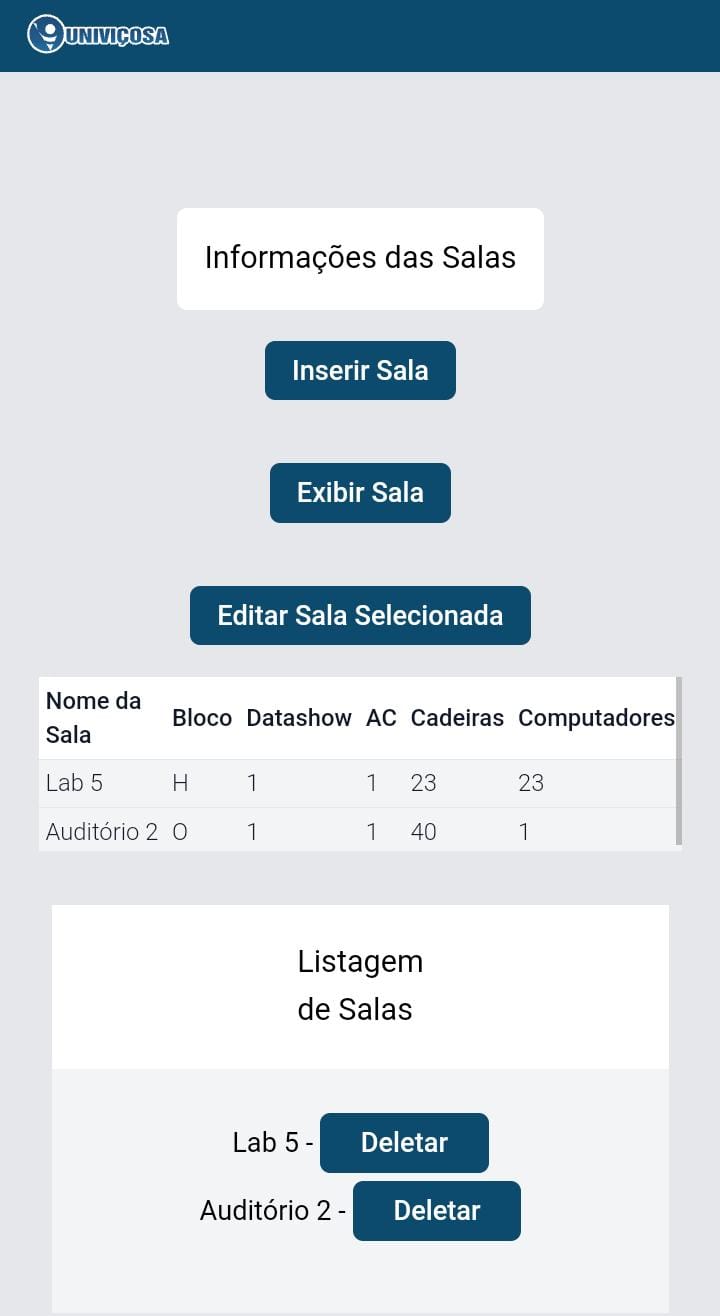 UNIVIÇOSA
Informações das Salas
Inserir Sala
Exibir Sala
Editar Sala Selecionada
Nome da
Sala Bloco Datashow AC Cadeiras Computadores
Lab 5 H 1 1 23 23
Auditório 2 O 1 1 40 1
Listagem
de Salas
Lab 5 - Deletar
Auditório 2 - Deletar